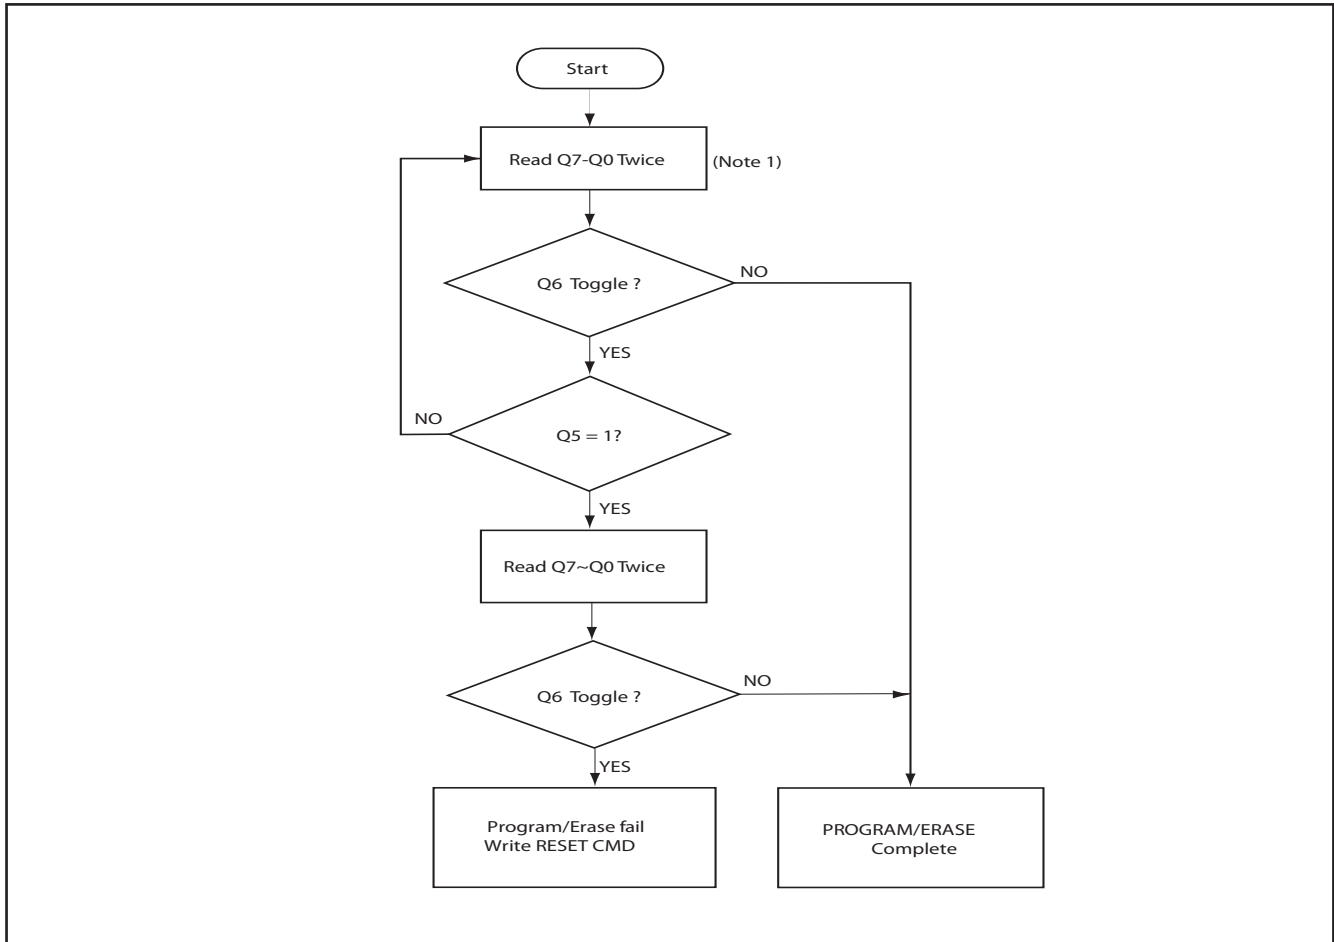 Start
Read Q7-Q0 Twice
(Note 1)
Q6 Toggle ?
NO
YES
NO
Q5 = 1?
YES
Read Q7~Q0 Twice
Q6 Toggle ?
NO
YES
Program/Erase fail
Write RESET CMD
PROGRAM/ERASE
Complete